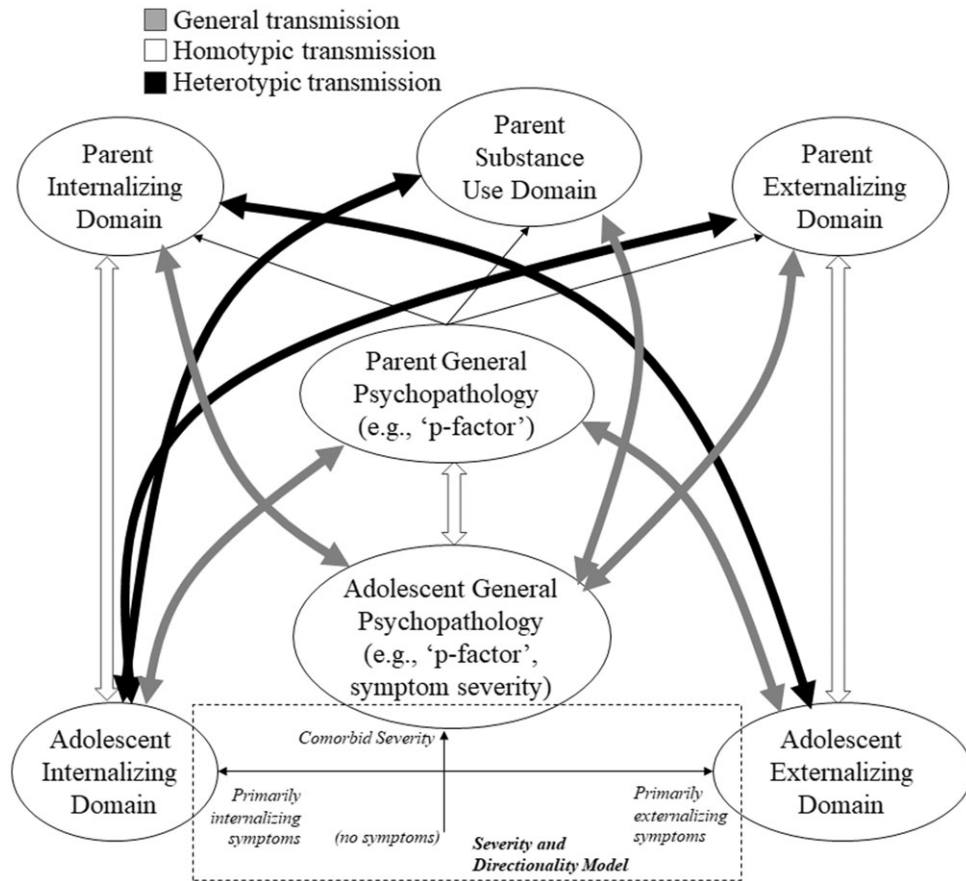 General transmission
Homotypic transmission
Heterotypic transmission
Parent
Internalizing
Domain
Parent
Substance
Use Domain
Parent
Externalizing
Domain
Parent General
Psychopathology
(e.g., ‘p-factor’)
Adolescent General
Psychopathology
(e.g., ‘p-factor’,
symptom severity)
Adolescent
Internalizing
Domain
Comorbid Severity
Primarily
internalizing
symptoms
(no symptoms)
Primarily
externalizing
symptoms
Severity and
Directionality Model
Adolescent
Externalizing
Domain